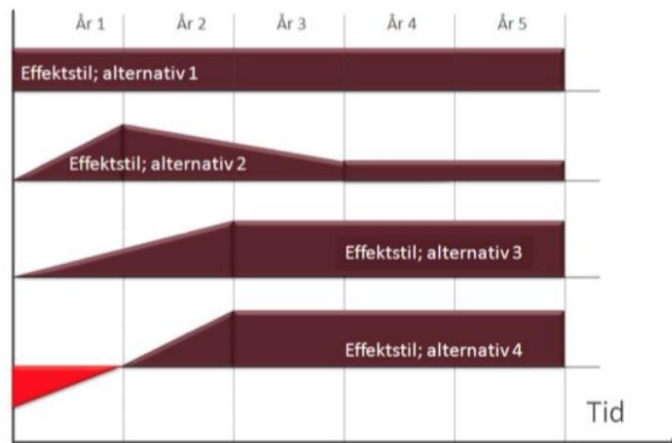 År 1 År 2 År 3 År 4 År 5
Effektstil; alternativ 1
Effektstil; alternativ 2
Effektstil; alternativ 3
Effektstil; alternativ 4
Tid